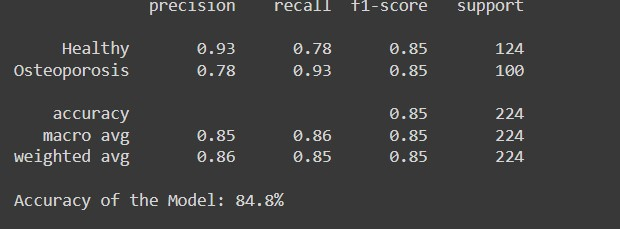 precision recall f1-score support
Healthy 0.93 0.78 0.85 124
Osteoporosis 0.78 0.93 0.85 100
accuracy 0.85 224
macro avg 0.85 0.86 0.85 224
weighted avg 0.86 0.85 0.85 224
Accuracy of the Model: 84.8%